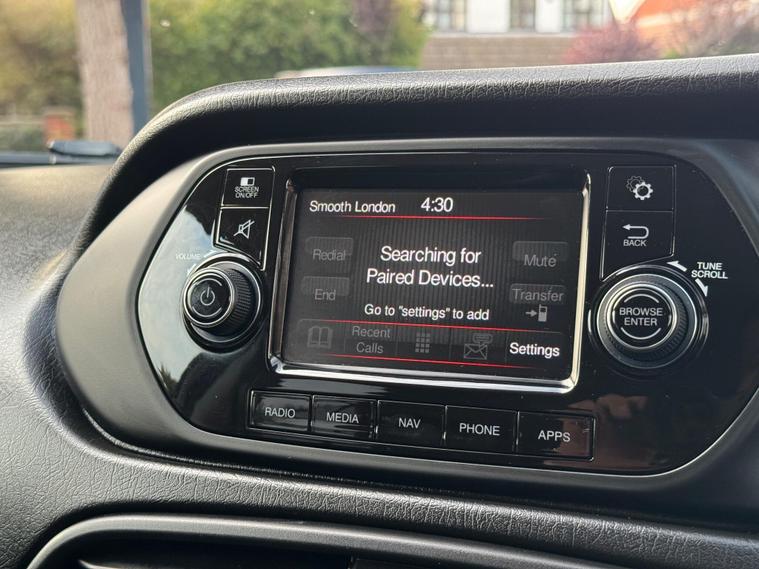 SCREEN
ON/OFF
VOLUME
Smooth London 4:30
Redial
Searching for
Paired Devices...
Mute
End
Go to "settings" to add
Transfer
Recent
Calls
Settings
BACK
TUNE
SCROLL
BROWSE
ENTER
RADIO
MEDIA
NAV
PHONE
APPS